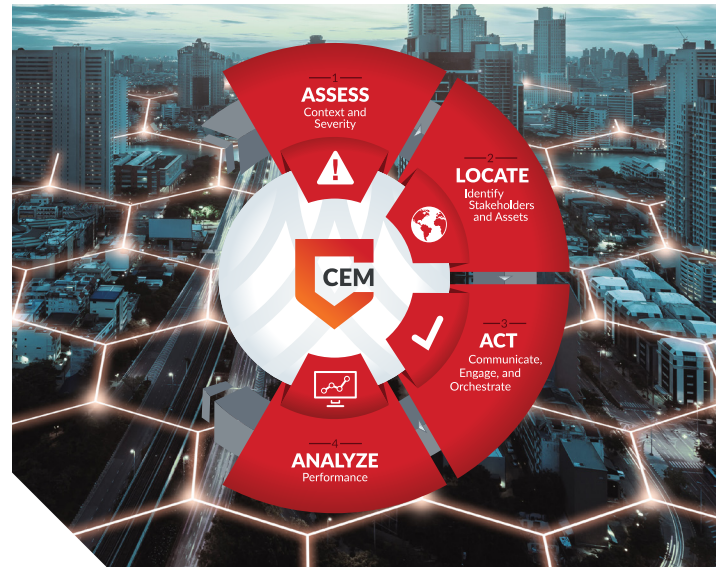 1
ASSESS
Context and
Severity
2
LOCATE
Identify
Stakeholders
and Assets
CEM
3
ACT
Communicate,
Engage, and
Orchestrate
4
ANALYZE
Performance